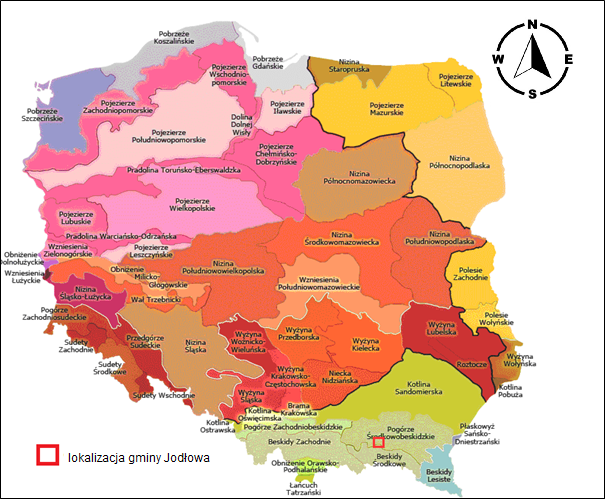 Pobrzeże
Koszalińskie
Pobrzeże
Gdańskie
Nizina
Staropruska
N
W
E
S
Pojezierze
Litewskie
Pojezierze
Wschodnio-
pomorskie
Pobrzeże
Szczecińskie
Pojezierze
Zachodniopomorskie
Dolina
Dolnej
Wisły
Pojezierze
Iławskie
Pojezierze
Mazurskie
Pojezierze
Południowopomorskie
Pojezierze
Chełmińsko-
Dobrzyńskie
Nizina
Północnopodlaska
Pradolina Toruńsko-Eberswaldzka
Nizina
Północnomazowiecka
Pojezierze
Lubuskie
Pojezierze
Wielkopolskie
Pradolina Warciańsko-Odrzańska
Wzniesienia
Zielonogórskie
Pojezierze
Leszczyńskie
Nizina
Środkowomazowiecka
Nizina
Południowopodlaska
Obniżenie
Dolnołużyckie
Wzniesienia
Łużyckie
Obniżenie
Milicko-
Głogowskie
Nizina
Południowowielkopolska
Polesie
Zachodnie
Nizina
Śląsko-Łużycka
Wał Trzebnicki
Wzniesienia
Południowomazowieckie
Pogórze
Zachodniosudeckie
Polesie
Wołyńskie
Sudety
Zachodnie
Przedgórze
Sudeckie
Nizina
Śląska
Wyżyna
Woźnicko-
Wieluńska
Wyżyna
Przedborska
Wyżyna
Kielecka
Wyżyna
Lubelska
Sudety
Środkowe
Wyżyna
Krakowsko-
Częstochowska
Niecka
Nidziańska
Roztocze
Wyżyna
Wołyńska
Sudety Wschodnie
Wyżyna
Śląska
Kotlina
Sandomierska
Kotlina
Pobuża
Brama
Krakowska
Kotlina
Oświęcimska
Kotlina
Ostrawska
Pogórze Zachodniobeskidzkie
Pogórze
Środkowobeskidzkie
Płaskowyż
Sańsko-
Dniestrzański
Beskidy Zachodnie
Beskidy
Środkowe
Beskidy
Lesiste
Obniżenie Orawsko-
Podhalańskie
Łańcuch
Tatrzański
lokalizacja gminy Jodłowa